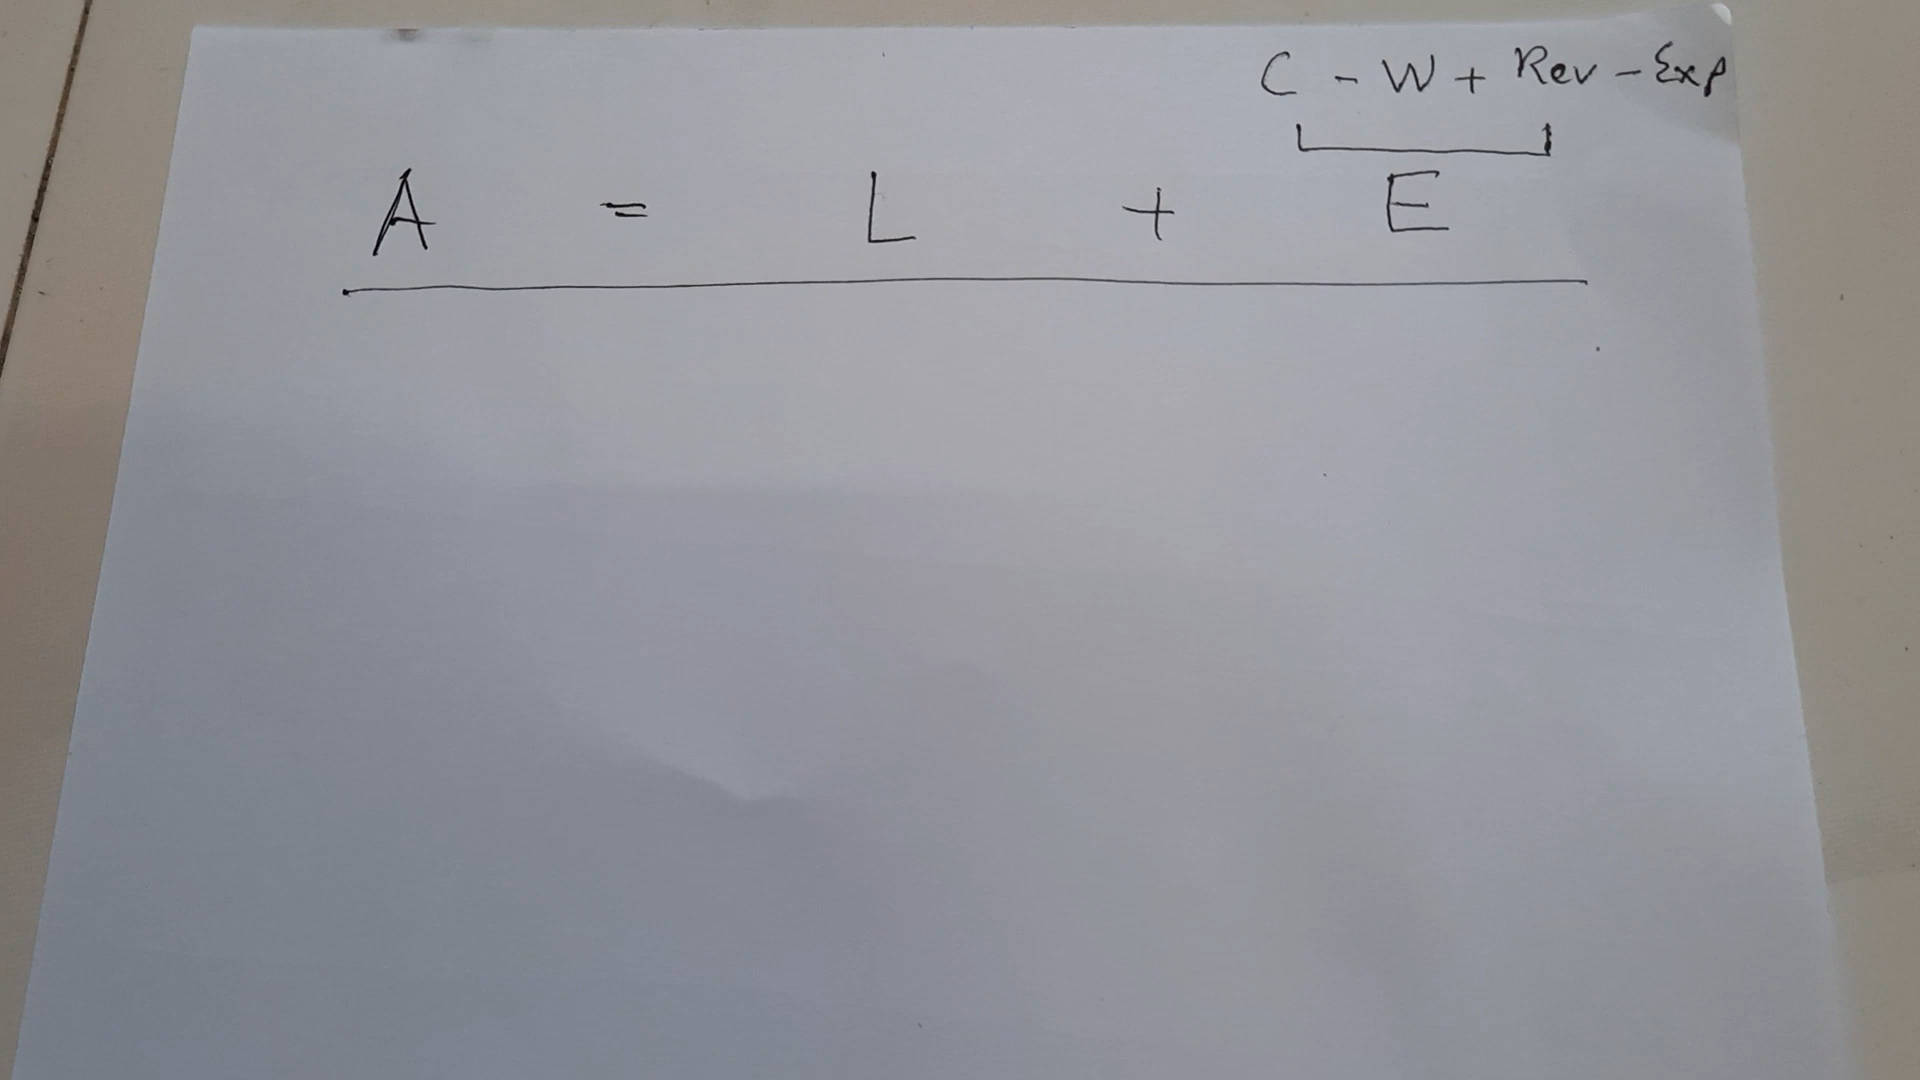 C - W + Rev - Exp
A = L + E